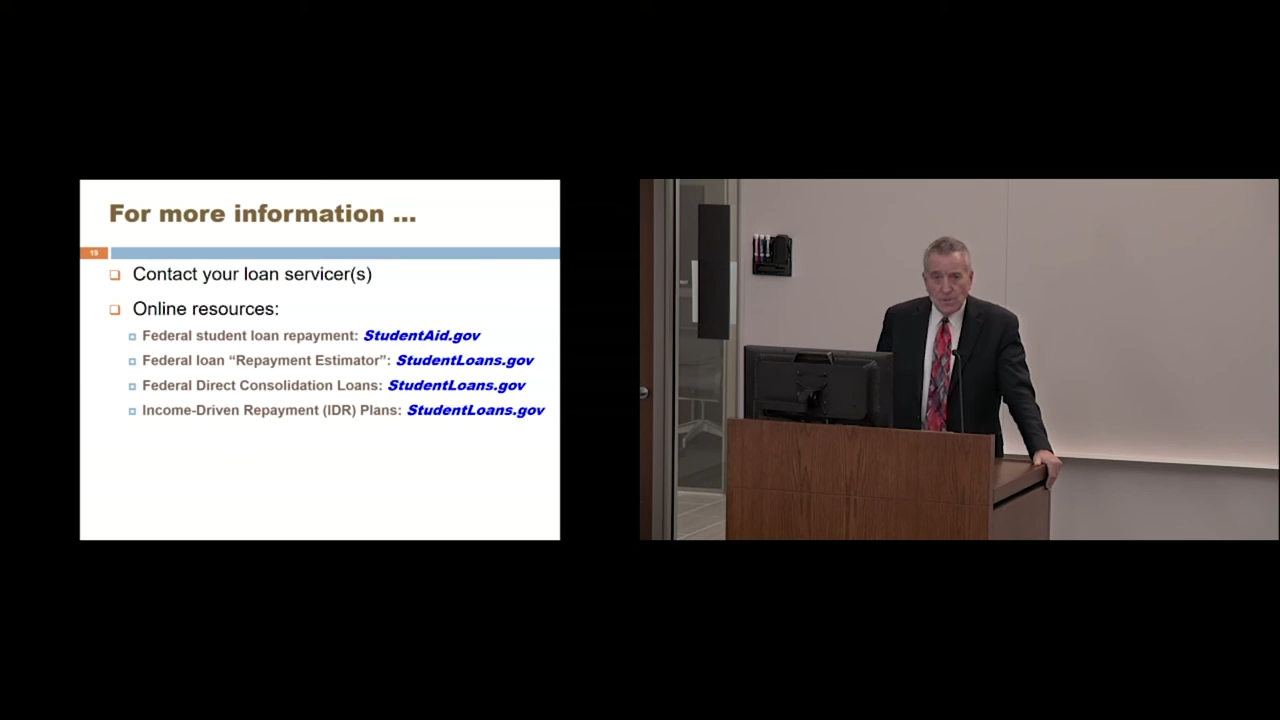 For more information ...
19
Contact your loan servicer(s)
Online resources:
Federal student loan repayment: StudentAid.gov
Federal loan “Repayment Estimator”: StudentLoans.gov
Federal Direct Consolidation Loans: StudentLoans.gov
Income-Driven Repayment (IDR) Plans: StudentLoans.gov